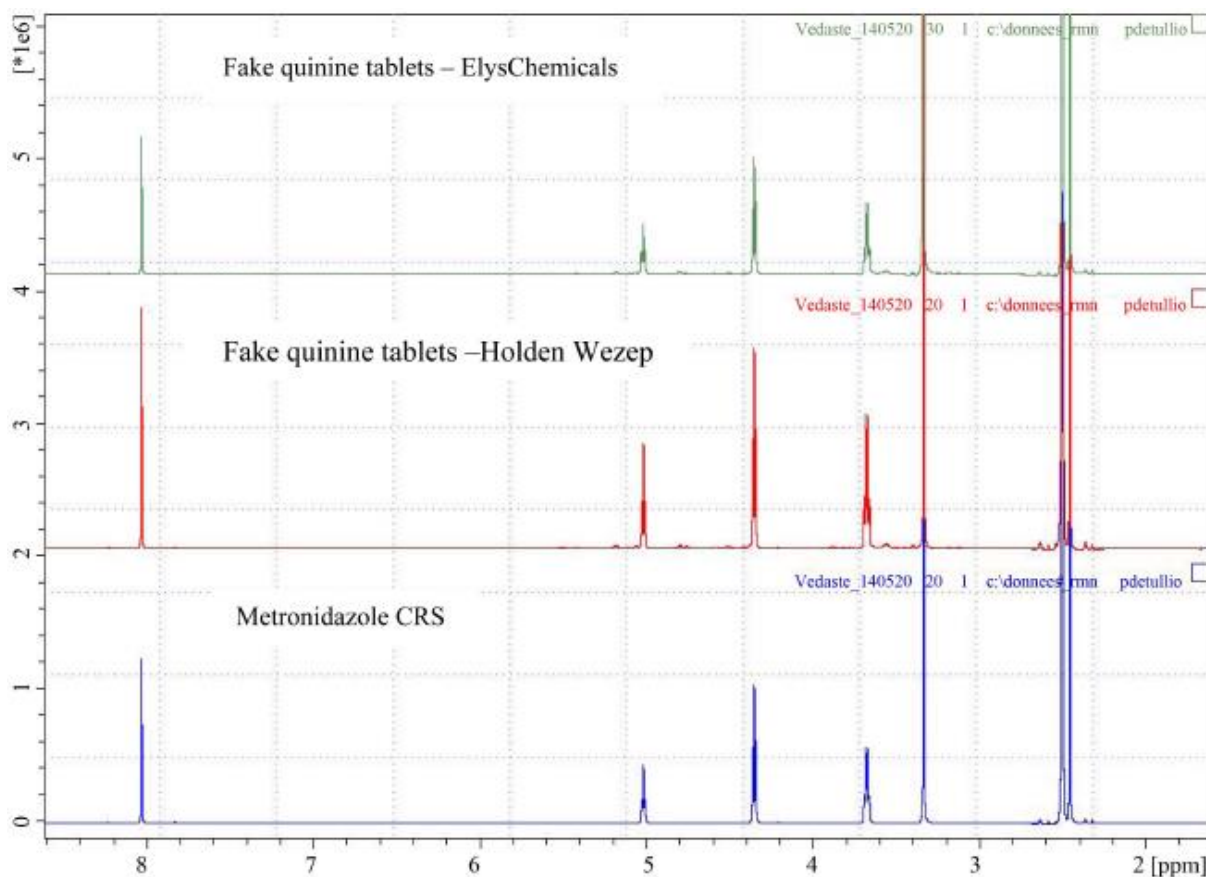 [*1e6]
Vedaste_140520 30 1 c:\donnees_rmn pdetullio
Fake quinine tablets – ElysChemicals
5
4
Vedaste_140520 20 1 c:\donnees_rmn pdetullio
Fake quinine tablets –Holden Wezep
3
2
Vedaste_140520 20 1 c:\donnees_rmn pdetullio
Metronidazole CRS
1
0
8 7 6 5 4 3 2 [ppm]